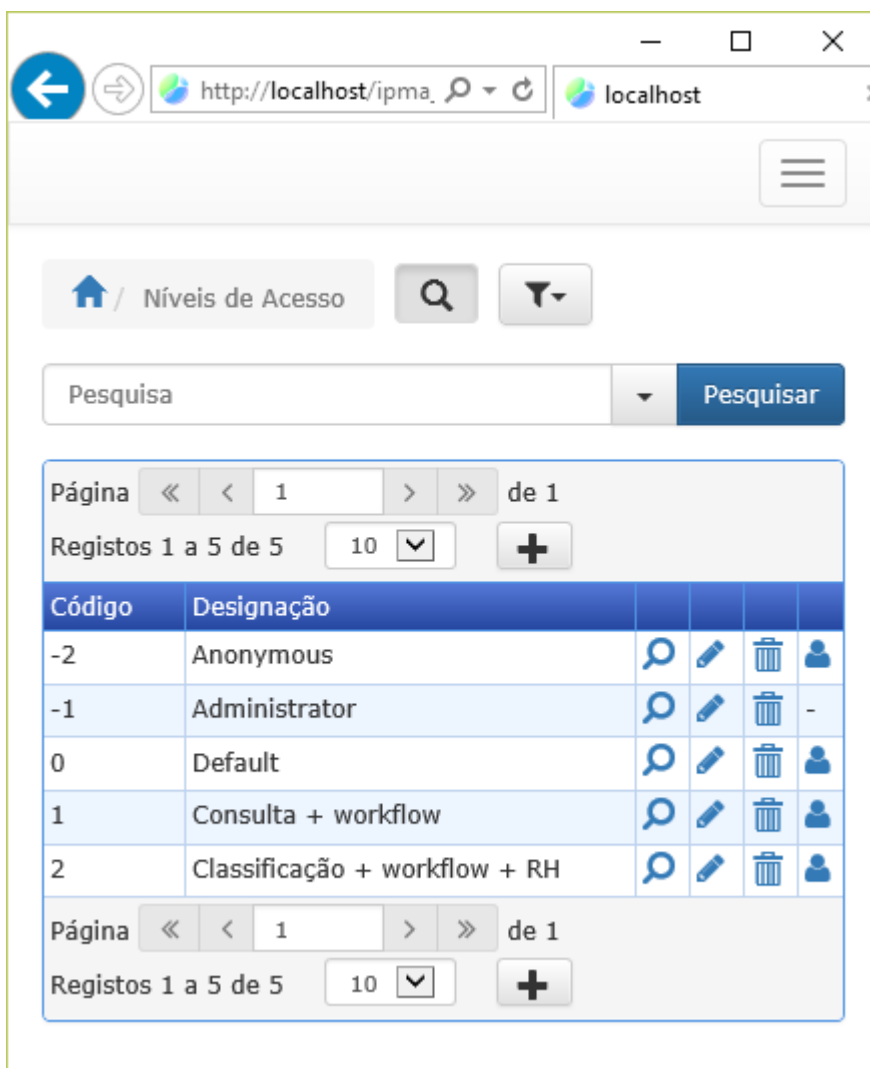 http://localhost/ipma_ localhost
/ Níveis de Acesso
Pesquisa Pesquisar
Página « < 1 > » de 1
Registos 1 a 5 de 5 10
Código Designação
-2 Anonymous
-1 Administrator -
0 Default
1 Consulta + workflow
2 Classificação + workflow + RH
Página « < 1 > » de 1
Registos 1 a 5 de 5 10